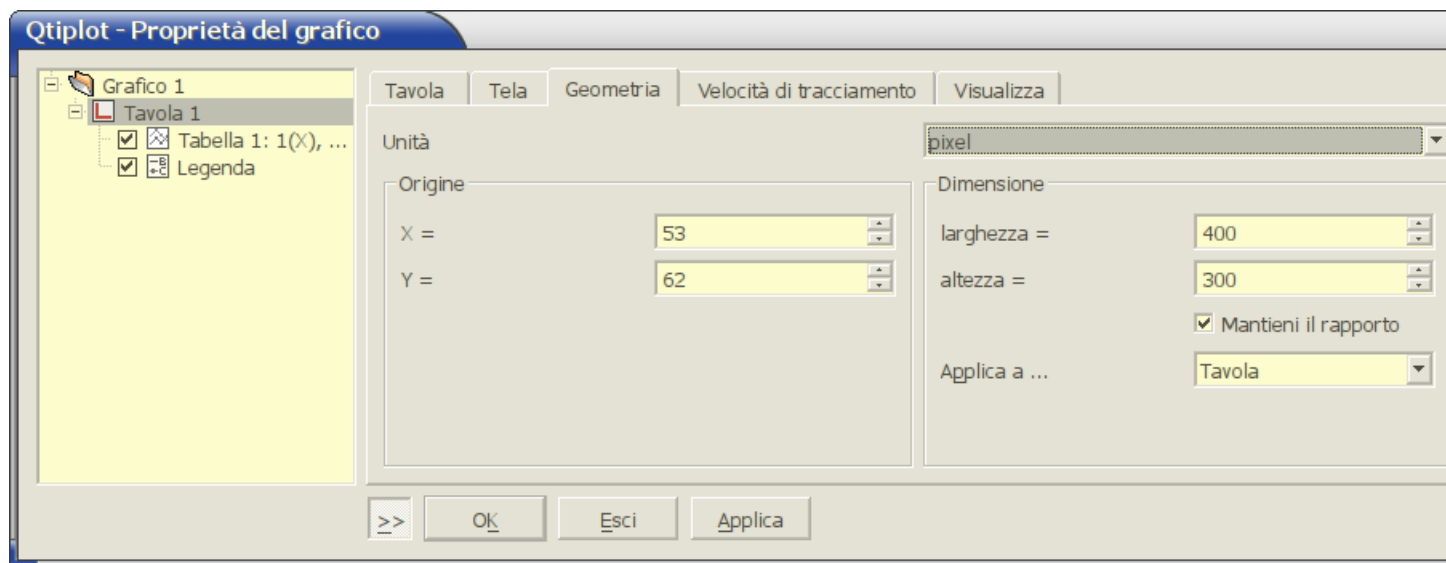 Qtiplot - Proprietà del grafico
Grafico 1
Tavola 1
Tabella 1: 1(X), ...
Legenda
Tavola Tela Geometria Velocità di tracciamento Visualizza
Unità pixel
Origine Dimensione
X = 53 larghezza = 400
Y = 62 altezza = 300
Mantieni il rapporto
Applica a ... Tavola
>> OK Esci Applica